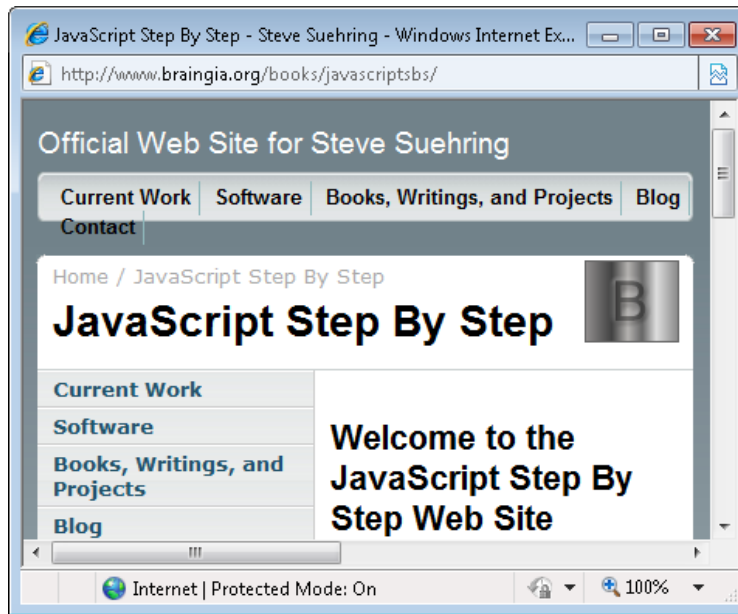 JavaScript Step By Step - Steve Suehring - Windows Internet Ex...
http://www.braingia.org/books/javascriptsbs/
Official Web Site for Steve Suehring
Current Work Software Books, Writings, and Projects Blog
Contact
Home / JavaScript Step By Step
JavaScript Step By Step
B
Current Work
Software
Books, Writings, and
Projects
Blog
Welcome to the
JavaScript Step By
Step Web Site
Internet | Protected Mode: On
100%